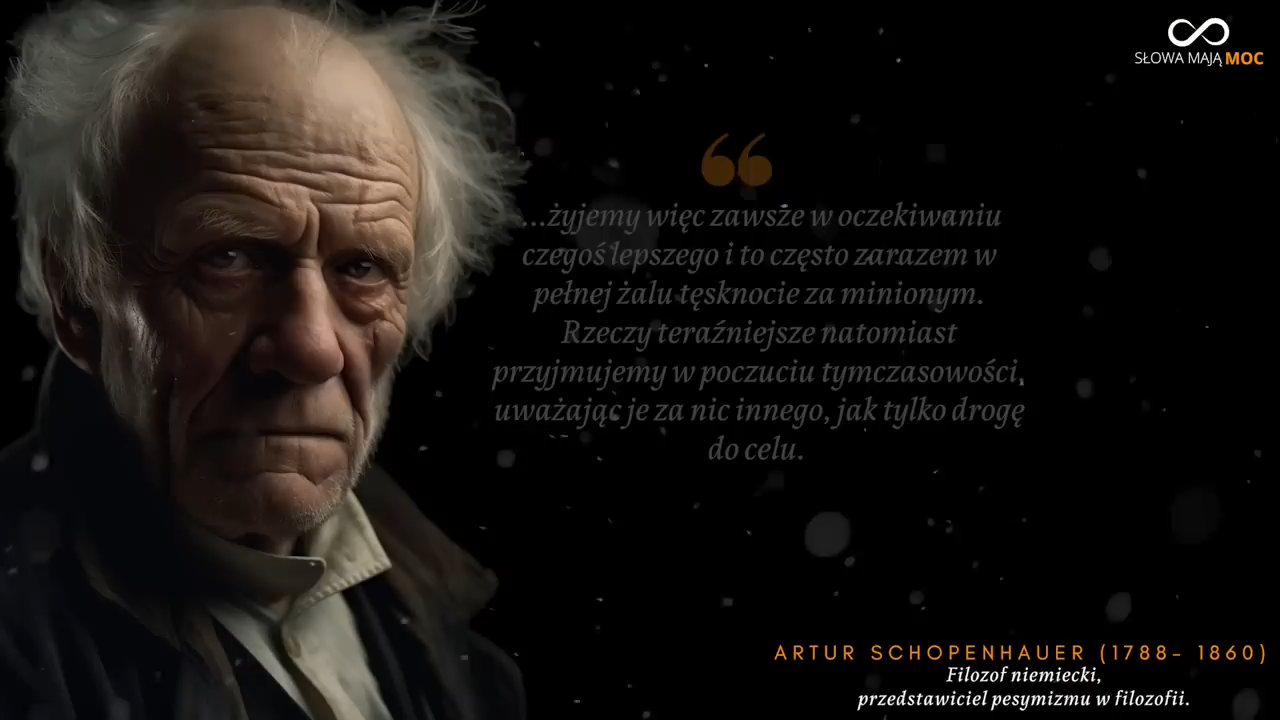 SŁOWA MAJĄ MOC
...żyjemy więc zawsze w oczekiwaniu
czegoś lepszego i to często zarazem w
pełnej żalu tęsknocie za minionym.
Rzeczy teraźniejsze natomiast
przyjmujemy w poczuciu tymczasowości,
uważając je za nic innego, jak tylko drogę
do celu.
ARTUR SCHOPENHAUER (1788- 1860)
Filozof niemiecki,
przedstawiciel pesymizmu w filozofii.